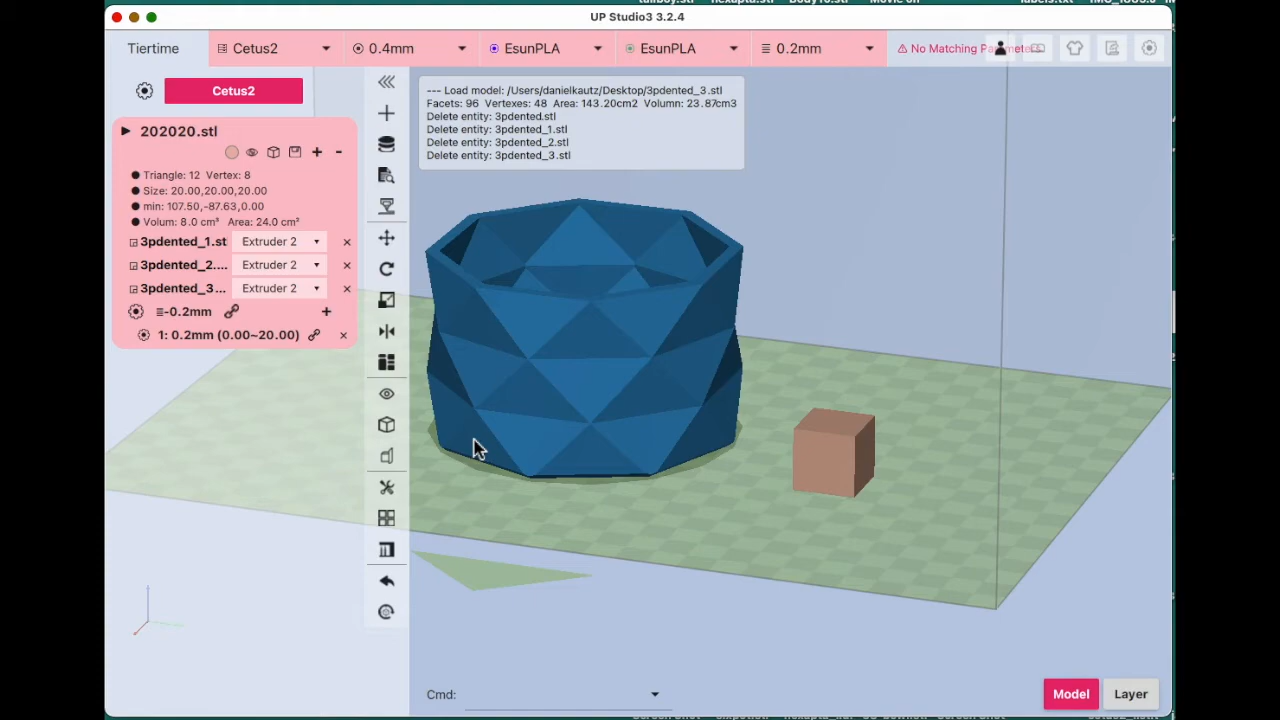 UP Studio3 3.2.4
Tiertime
Cetus2
0.4mm
EsunPLA
EsunPLA
0.2mm
No Matching
Cetus2
202020.stl
Triangle: 12 Vertex: 8
Size: 20.00,20.00,20.00
min: 107.50,-87.63,0.00
Volum: 8.0 cm³ Area: 24.0 cm²
3pdented_1.st
Extruder 2
3pdented_2....
Extruder 2
3pdented_3 ...
Extruder 2
-0.2mm
1: 0.2mm (0.00~20.00)
--- Load model: /Users/danielkautz/Desktop/3pdented_3.stl
Facets: 96 Vertexes: 48 Area: 143.20cm2 Volumn: 23.87cm3
Delete entity: 3pdented.stl
Delete entity: 3pdented_1.stl
Delete entity: 3pdented_2.stl
Delete entity: 3pdented_3.stl
Cmd:
Model
Layer